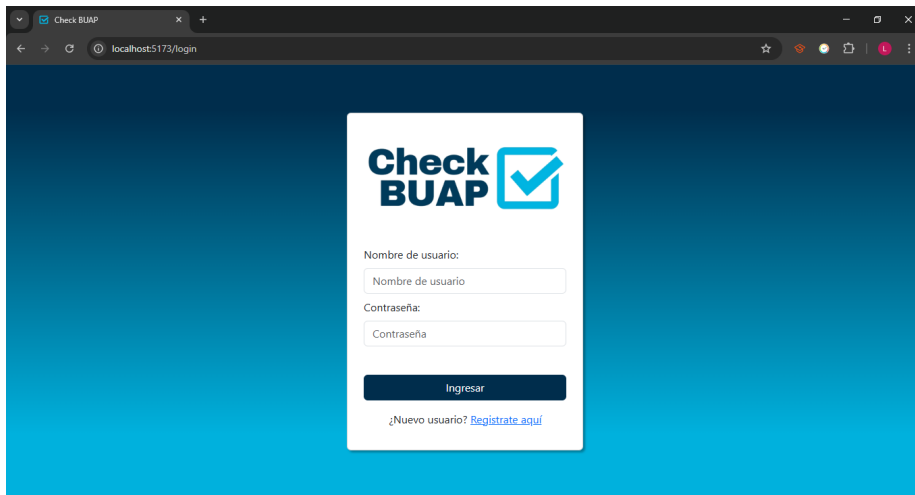 Check BUAP
localhost:5173/login
L
Check
BUAP
Nombre de usuario:
Nombre de usuario
Contraseña:
Contraseña
Ingresar
¿Nuevo usuario? Registrate aquí